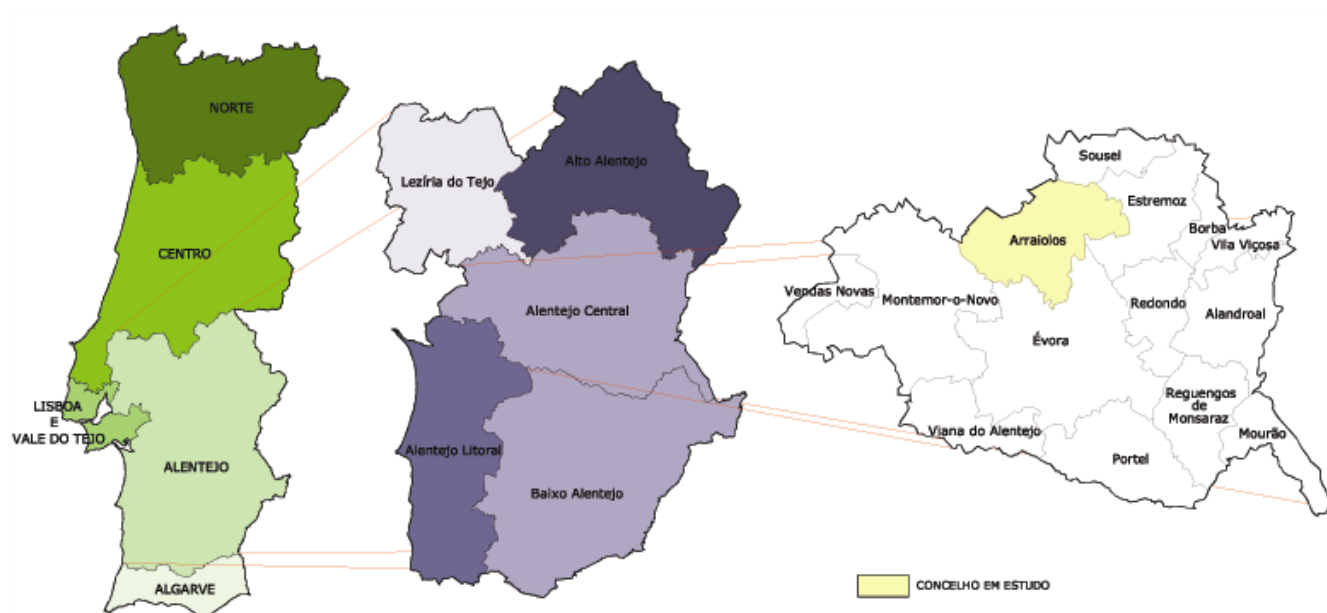 NORTE
CENTRO
LISBOA
E
VALE DO TEJO
ALENTEJO
ALGARVE
Lezíria do Tejo
Alto Alentejo
Alentejo Central
Alentejo Litoral
Baixo Alentejo
Sousel
Estremoz
Arraiolos
Borba
Vila Viçosa
Vendas Novas
Montemor-o-Novo
Redondo
Alandroal
Évora
Reguengos
de
Monsaraz
Viana do Alentejo
Mourão
Portel
CONCELHO EM ESTUDO